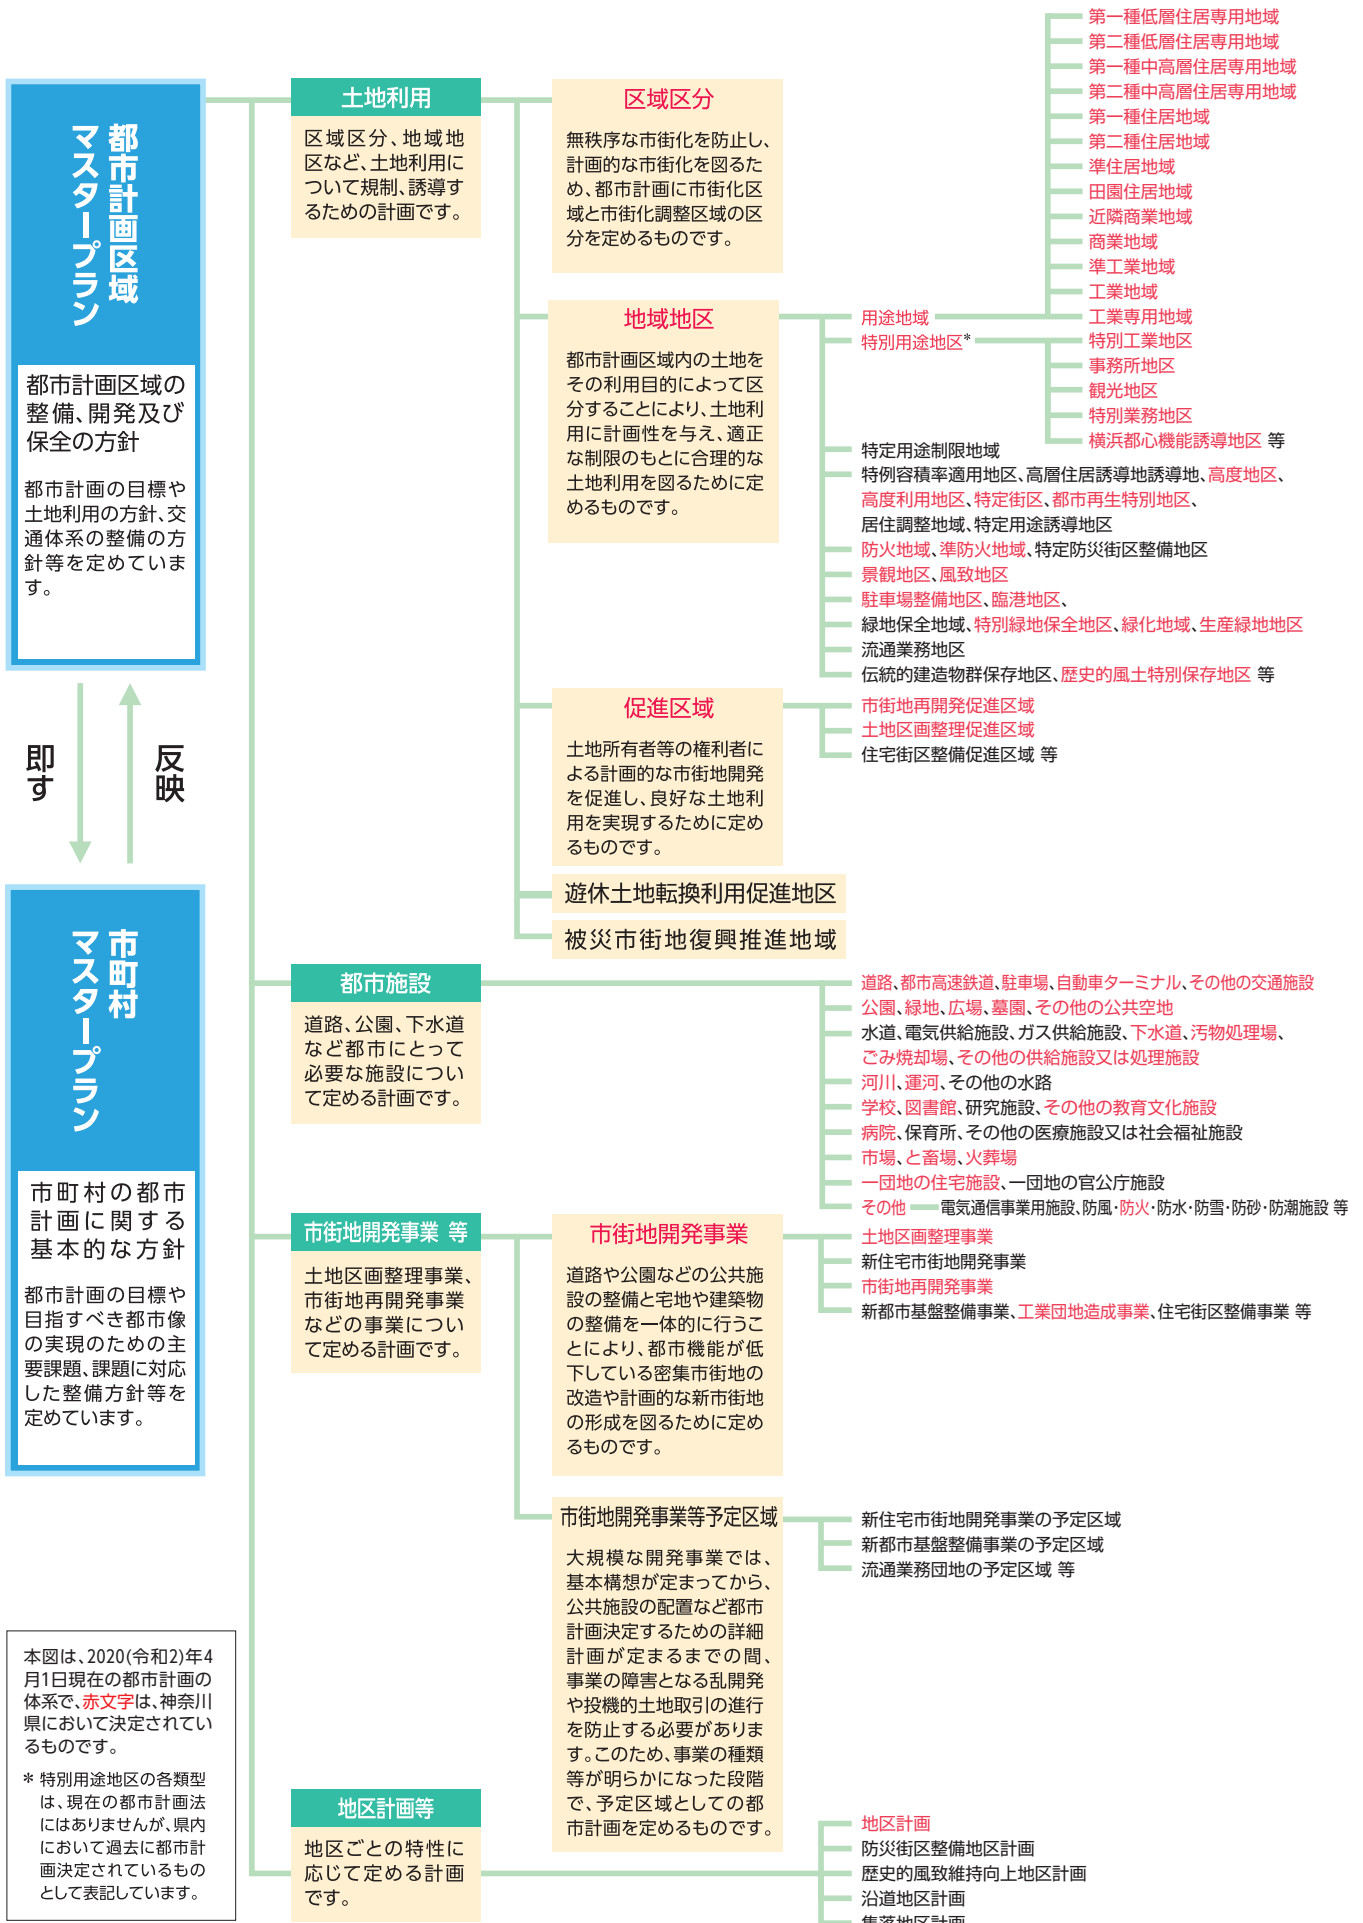 都市計画区域
マスタープラン
都市計画区域の
整備、開発及び
保全の方針
都市計画の目標や
土地利用の方針、交
通体系の整備の方
針等を定めていま
す。
即す
反映
市町村
マスタープラン
市町村の都市
計画に関する
基本的な方針
都市計画の目標や
目指すべき都市像
の実現のための主
要課題、課題に対応
した整備方針等を
定めています。
土地利用
区域区分、地域地
区など、土地利用に
ついて規制、誘導す
るための計画です。
区域区分
無秩序な市街化を防止し、
計画的な市街化を図るた
め、都市計画に市街化区
域と市街化調整区域の区
分を定めるものです。
地域地区
都市計画区域内の土地を
その利用目的によって区
分することにより、土地利
用に計画性を与え、適正
な制限のもとに合理的な
土地利用を図るために定
めるものです。
用途地域
第一種低層住居専用地域
第二種低層住居専用地域
第一種中高層住居専用地域
第二種中高層住居専用地域
第一種住居地域
第二種住居地域
準住居地域
田園住居地域
近隣商業地域
商業地域
準工業地域
工業地域
工業専用地域
特別用途地区*
特別工業地区
事務所地区
観光地区
特別業務地区
横浜都心機能誘導地区 等
特定用途制限地域
特例容積率適用地区、高層住居誘導地誘導地、高度地区、
高度利用地区、特定街区、都市再生特別地区、
居住調整地域、特定用途誘導地区
防火地域、準防火地域、特定防災街区整備地区
景観地区、風致地区
駐車場整備地区、臨港地区、
緑地保全地域、特別緑地保全地区、緑化地域、生産緑地地区
流通業務地区
伝統的建造物群保存地区、歴史的風土特別保存地区 等
促進区域
土地所有者等の権利者に
よる計画的な市街地開発
を促進し、良好な土地利
用を実現するために定め
るものです。
市街地再開発促進区域
土地区画整理促進区域
住宅街区整備促進区域 等
遊休土地転換利用促進地区
被災市街地復興推進地域
都市施設
道路、公園、下水道
など都市にとって
必要な施設につい
て定める計画です。
道路、都市高速鉄道、駐車場、自動車ターミナル、その他の交通施設
公園、緑地、広場、墓園、その他の公共空地
水道、電気供給施設、ガス供給施設、下水道、汚物処理場、
ごみ焼却場、その他の供給施設又は処理施設
河川、運河、その他の水路
学校、図書館、研究施設、その他の教育文化施設
病院、保育所、その他の医療施設又は社会福祉施設
市場、と畜場、火葬場
一団地の住宅施設、一団地の官公庁施設
その他 電気通信事業用施設、防風・防火・防水・防雪・防砂・防潮施設 等
市街地開発事業 等
土地区画整理事業、
市街地再開発事業
などの事業につい
て定める計画です。
市街地開発事業
道路や公園などの公共施
設の整備と宅地や建築物
の整備を一体的に行うこ
とにより、都市機能が低
下している密集市街地の
改造や計画的な新市街地
の形成を図るために定め
るものです。
土地区画整理事業
新住宅市街地開発事業
市街地再開発事業
新都市基盤整備事業、工業団地造成事業、住宅街区整備事業 等
市街地開発事業等予定区域
大規模な開発事業では、
基本構想が定まってから、
公共施設の配置など都市
計画決定するための詳細
計画が定まるまでの間、
事業の障害となる乱開発
や投機的土地取引の進行
を防止する必要がありま
す。このため、事業の種類
等が明らかになった段階
で、予定区域としての都
市計画を定めるものです。
新住宅市街地開発事業の予定区域
新都市基盤整備事業の予定区域
流通業務団地の予定区域 等
地区計画等
地区ごとの特性に
応じて定める計画
です。
地区計画
防災街区整備地区計画
歴史的風致維持向上地区計画
沿道地区計画
集落地区計画
本図は、2020(令和2)年4
月1日現在の都市計画の
体系で、赤文字は、神奈川
県において決定されてい
るものです。
* 特別用途地区の各類型
は、現在の都市計画法
にはありませんが、県内
において過去に都市計
画決定されているもの
として表記しています。